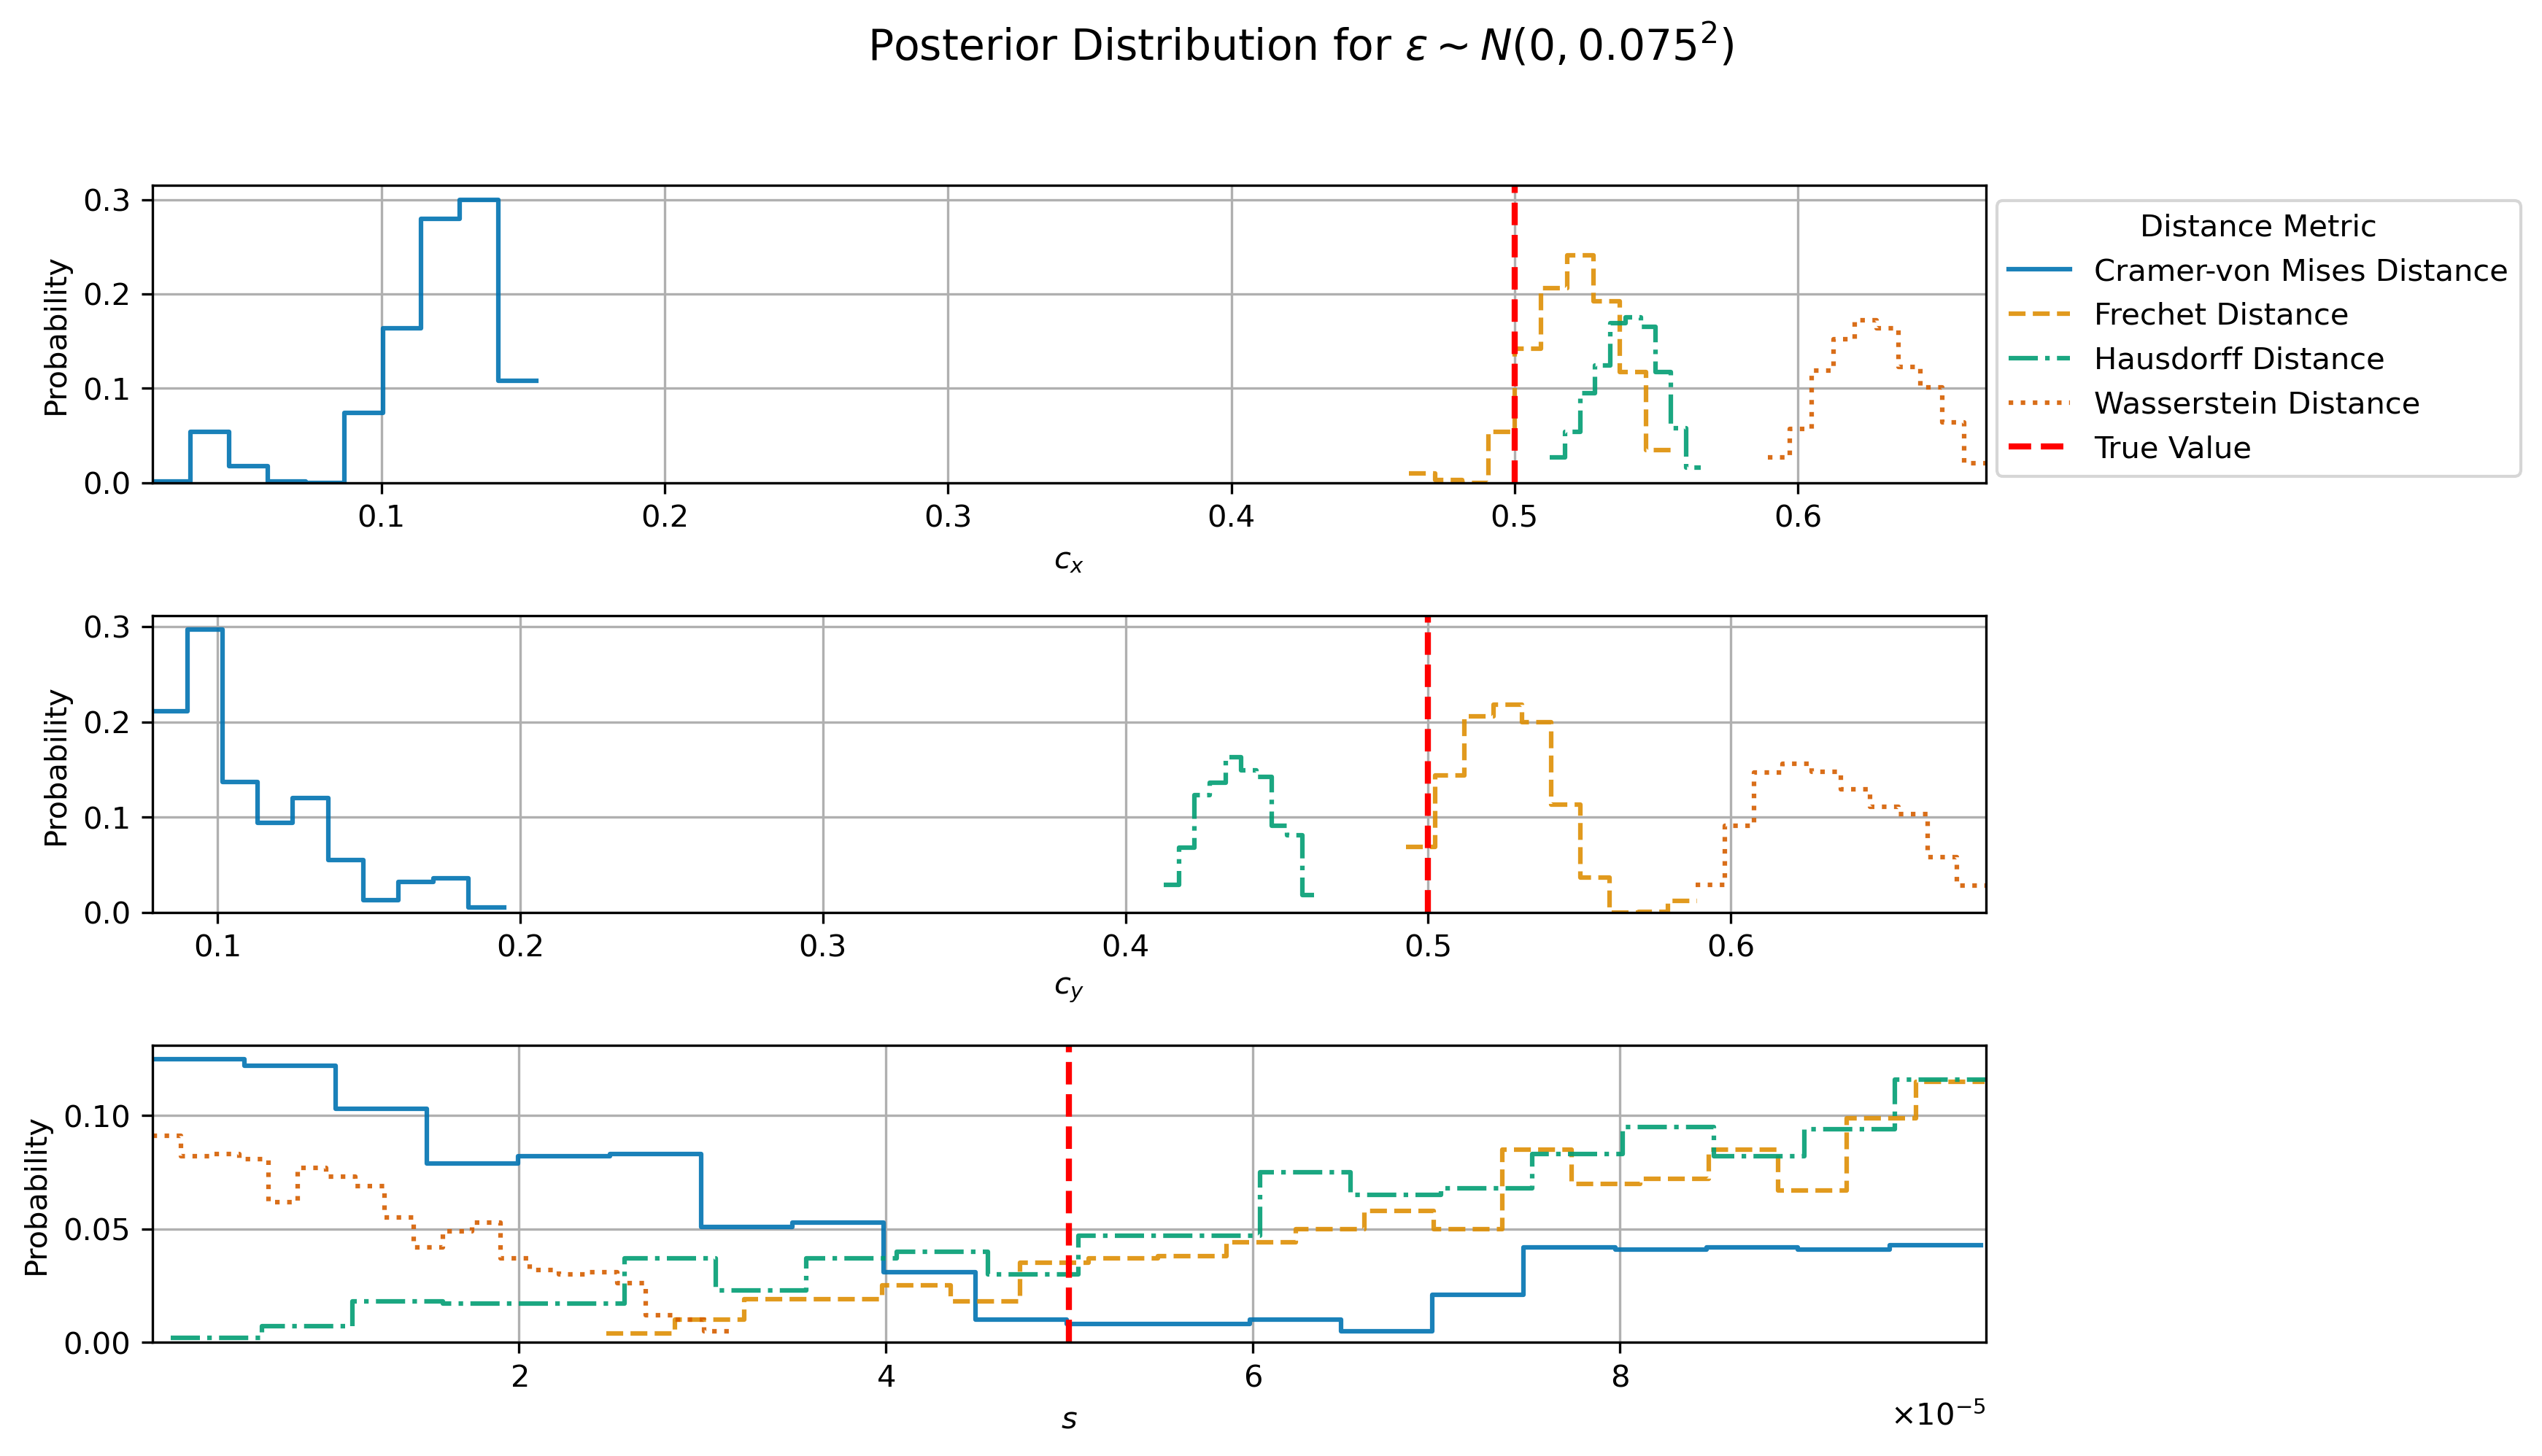 Posterior Distribution for ε ~ N(0, 0.075²)
0.3
0.2
0.1
0.0
Probability
0.1 0.2 0.3 0.4 0.5 0.6
c_x
Distance Metric
Cramer-von Mises Distance
Frechet Distance
Hausdorff Distance
Wasserstein Distance
True Value
0.3
0.2
0.1
0.0
Probability
0.1 0.2 0.3 0.4 0.5 0.6
c_y
0.10
0.05
0.00
Probability
2 4 6 8
×10⁻⁵
s